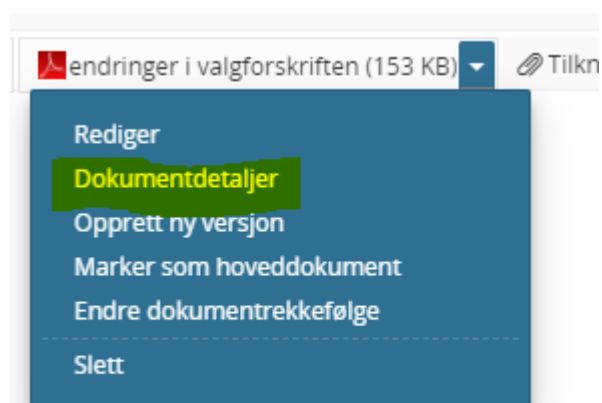 endringer i valgforskriften (153 KB)
Tilkn
Rediger
Dokumentdetaljer
Opprett ny versjon
Marker som hoveddokument
Endre dokumentrekkefølge
Slett